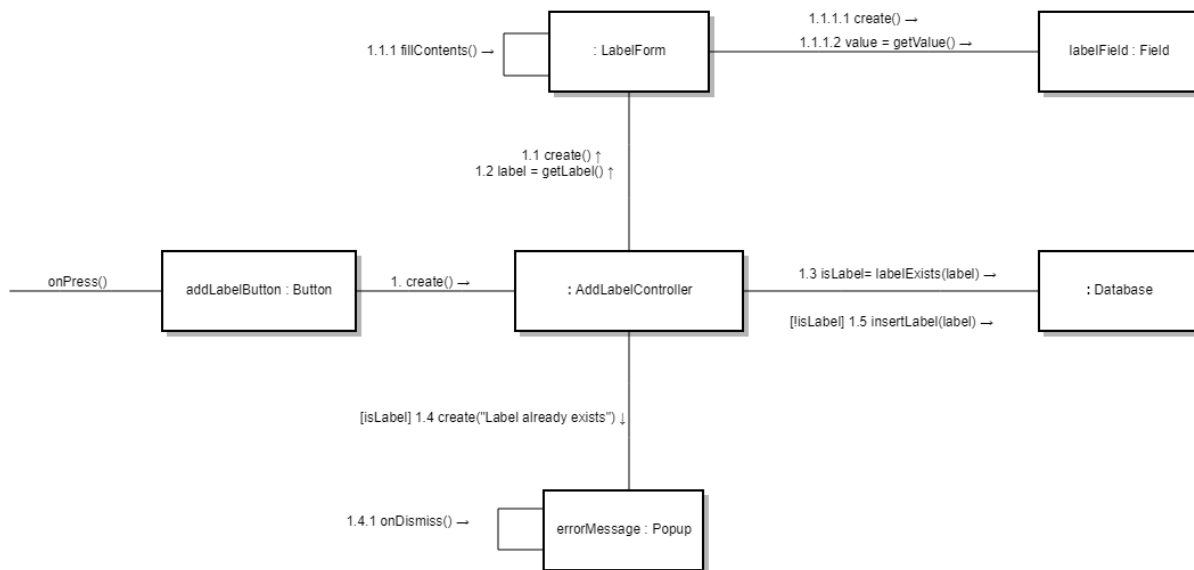 1.1.1.1 create() →
1.1.1.2 value = getValue() →
1.1.1 fillContents() →
: LabelForm
labelField : Field
1.1 create() ↑
1.2 label = getLabel() ↑
onPress()
addLabelButton : Button
1. create() →
: AddLabelController
1.3 isLabel= labelExists(label) →
: Database
[!isLabel] 1.5 insertLabel(label) →
[isLabel] 1.4 create("Label already exists") ↓
1.4.1 onDismiss() →
errorMessage : Popup